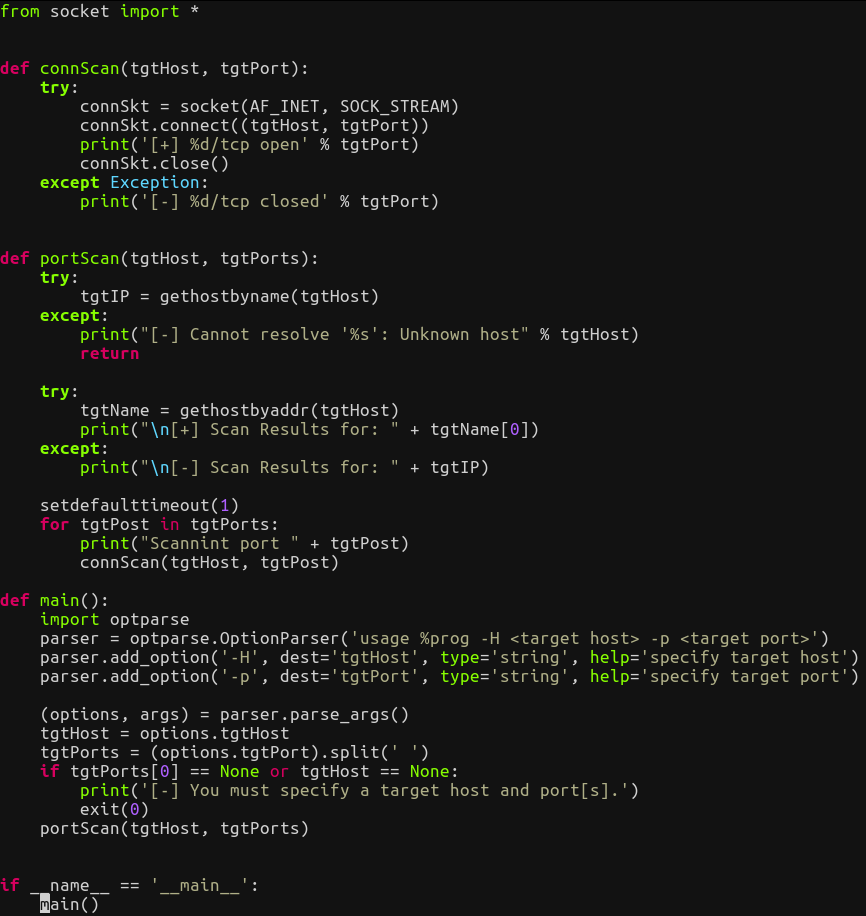 from socket import *
def connScan(tgtHost, tgtPort):
    try:
        connSkt = socket(AF_INET, SOCK_STREAM)
        connSkt.connect((tgtHost, tgtPort))
        print('[+] %d/tcp open' % tgtPort)
        connSkt.close()
    except Exception:
        print('[-] %d/tcp closed' % tgtPort)
def portScan(tgtHost, tgtPorts):
    try:
        tgtIP = gethostbyname(tgtHost)
    except:
        print("[-] Cannot resolve '%s': Unknown host" % tgtHost)
        return
    try:
        tgtName = gethostbyaddr(tgtHost)
        print("\n[+] Scan Results for: " + tgtName[0])
    except:
        print("\n[-] Scan Results for: " + tgtIP)
    setdefaulttimeout(1)
    for tgtPost in tgtPorts:
        print("Scannint port " + tgtPost)
        connScan(tgtHost, tgtPost)
def main():
    import optparse
    parser = optparse.OptionParser('usage %prog -H <target host> -p <target port>')
    parser.add_option('-H', dest='tgtHost', type='string', help='specify target host')
    parser.add_option('-p', dest='tgtPort', type='string', help='specify target port')
    (options, args) = parser.parse_args()
    tgtHost = options.tgtHost
    tgtPorts = (options.tgtPort).split(' ')
    if tgtPorts[0] == None or tgtHost == None:
        print('[-] You must specify a target host and port[s].')
        exit(0)
    portScan(tgtHost, tgtPorts)
if __name__ == '__main__':
    main()